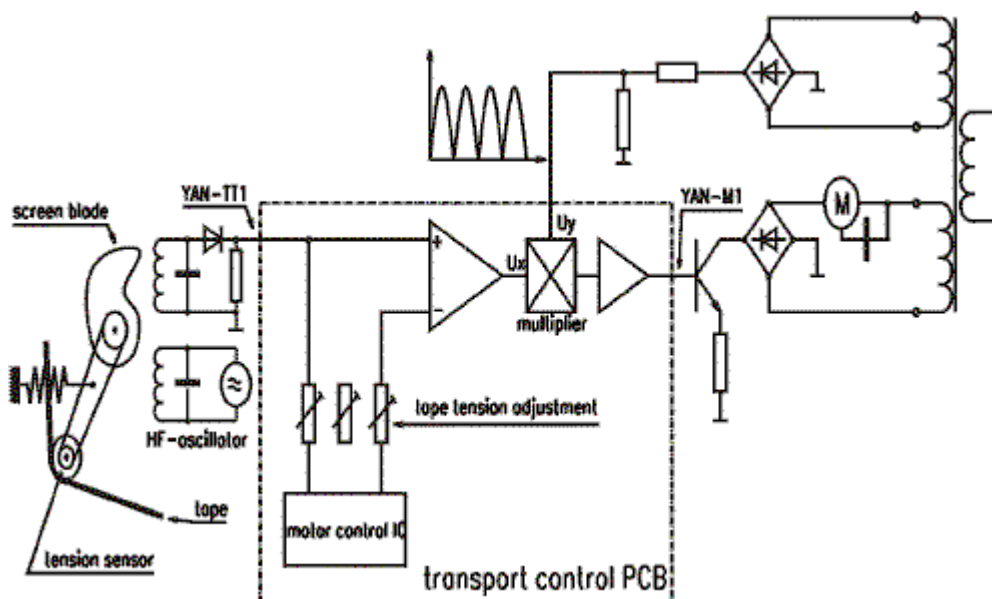 YAN-TT1
screen blade
YAN-M1
Uy
+
Ux
M
-
multiplier
≈
HF-oscillator
tape tension adjustment
tape
motor control IC
tension sensor
transport control PCB